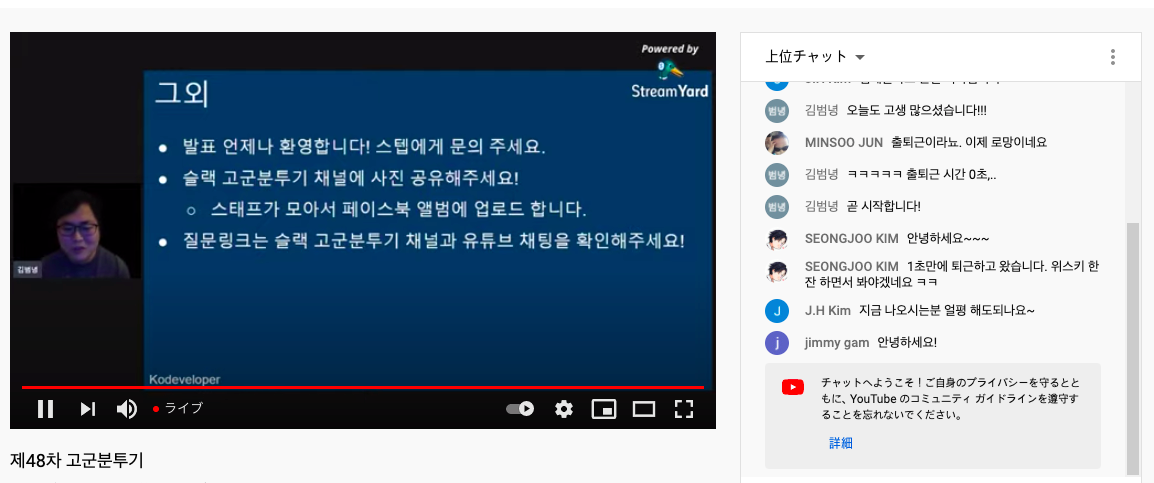 Powered by
StreamYard
그외
● 발표 언제나 환영합니다! 스텝에게 문의 주세요.
● 슬랙 고군분투기 채널에 사진 공유해주세요!
○ 스태프가 모아서 페이스북 앨범에 업로드 합니다.
● 질문링크는 슬랙 고군분투기 채널과 유튜브 채팅을 확인해주세요!
김범녕
Kodeveloper
ライブ
제48차 고군분투기
上位チャット
범녕 김범녕 오늘도 고생 많으셨습니다!!!
MINSOO JUN 출퇴근이라뇨. 이제 로망이네요
범녕 김범녕 ㅋㅋㅋㅋㅋ 출퇴근 시간 0초,..
범녕 김범녕 곧 시작합니다!
SEONGJOO KIM 안녕하세요~~~
SEONGJOO KIM 1초만에 퇴근하고 왔습니다. 위스키 한
잔 하면서 봐야겠네요 ㅋㅋ
J J.H Kim 지금 나오시는분 얼평 해도되나요~
j jimmy gam 안녕하세요!
チャットへようこそ！ご自身のプライバシーを守るとと
もに、YouTube のコミュニティ ガイドラインを遵守す
ることを忘れないでください。
詳細